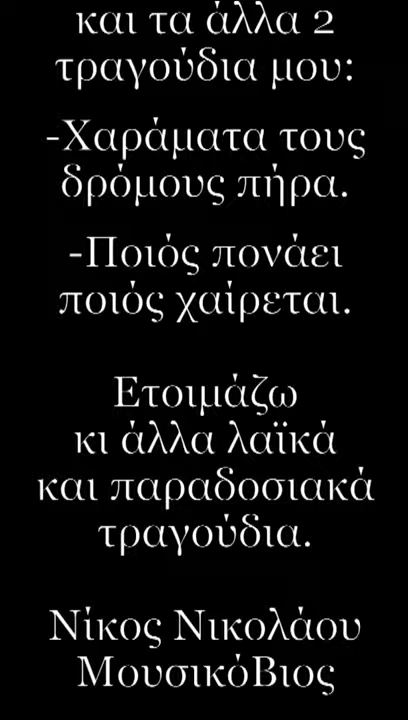 και τα άλλα 2
τραγούδια μου:
-Χαράματα τους
δρόμους πήρα.
-Ποιός πονάει
ποιός χαίρεται.
Ετοιμάζω
κι άλλα λαϊκά
και παραδοσιακά
τραγούδια.
Νίκος Νικολάου
ΜουσικόΒιος